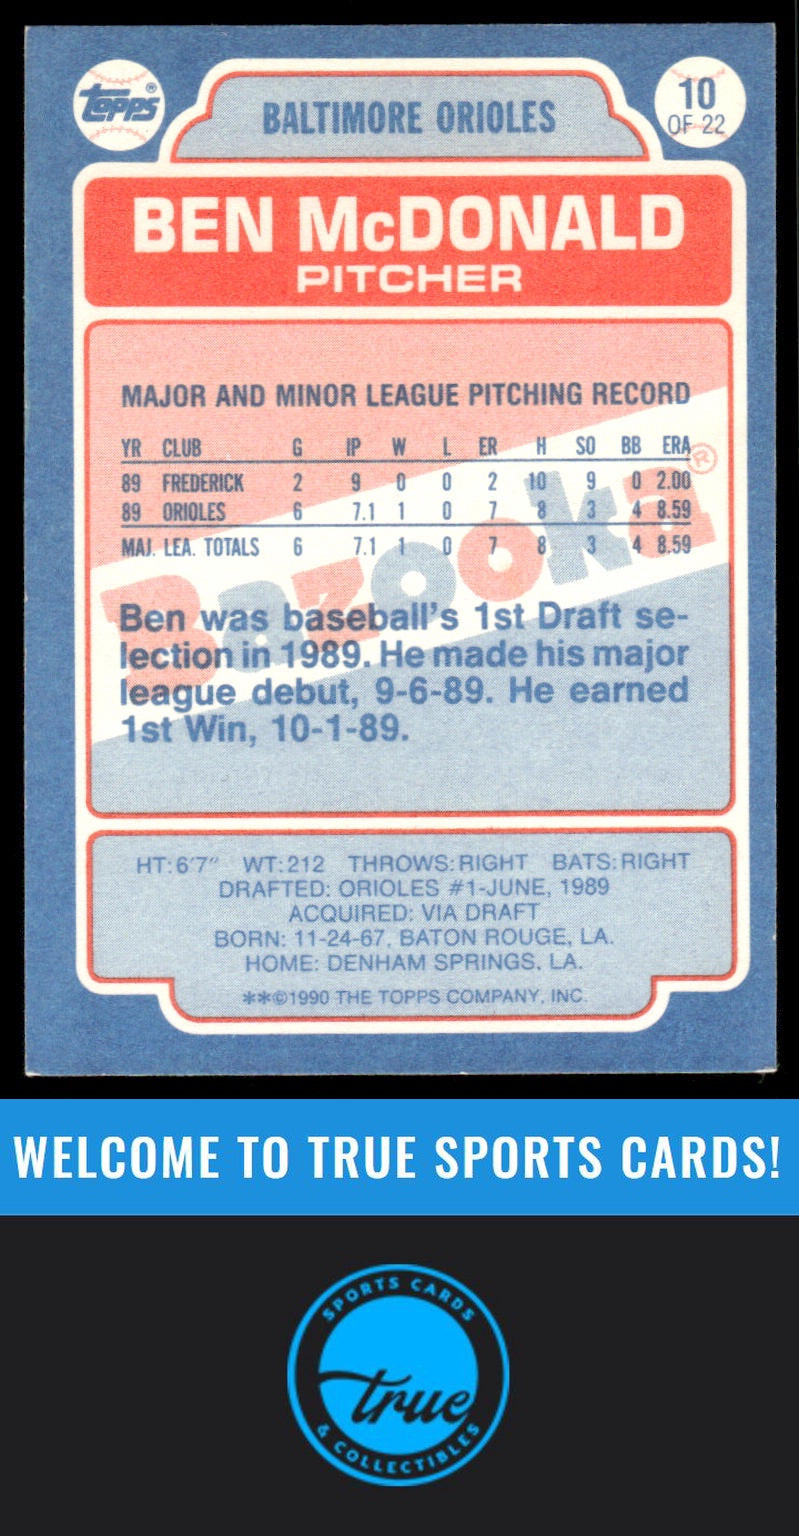 Topps®
10
OF 22
BALTIMORE ORIOLES
BEN McDONALD
PITCHER
MAJOR AND MINOR LEAGUE PITCHING RECORD
YR CLUB G IP W L ER H SO BB ERA
89 FREDERICK 2 9 0 0 2 10 9 0 2.00
89 ORIOLES 6 7.1 1 0 7 8 3 4 8.59
MAJ. LEA. TOTALS 6 7.1 1 0 7 8 3 4 8.59
Bazooka®
Ben was baseball's 1st Draft se-
lection in 1989. He made his major
league debut, 9-6-89. He earned
1st Win, 10-1-89.
HT: 6'7" WT: 212 THROWS: RIGHT BATS: RIGHT
DRAFTED: ORIOLES #1-JUNE, 1989
ACQUIRED: VIA DRAFT
BORN: 11-24-67, BATON ROUGE, LA.
HOME: DENHAM SPRINGS, LA.
**©1990 THE TOPPS COMPANY, INC.
WELCOME TO TRUE SPORTS CARDS!
SPORTS CARDS
true
& COLLECTIBLES